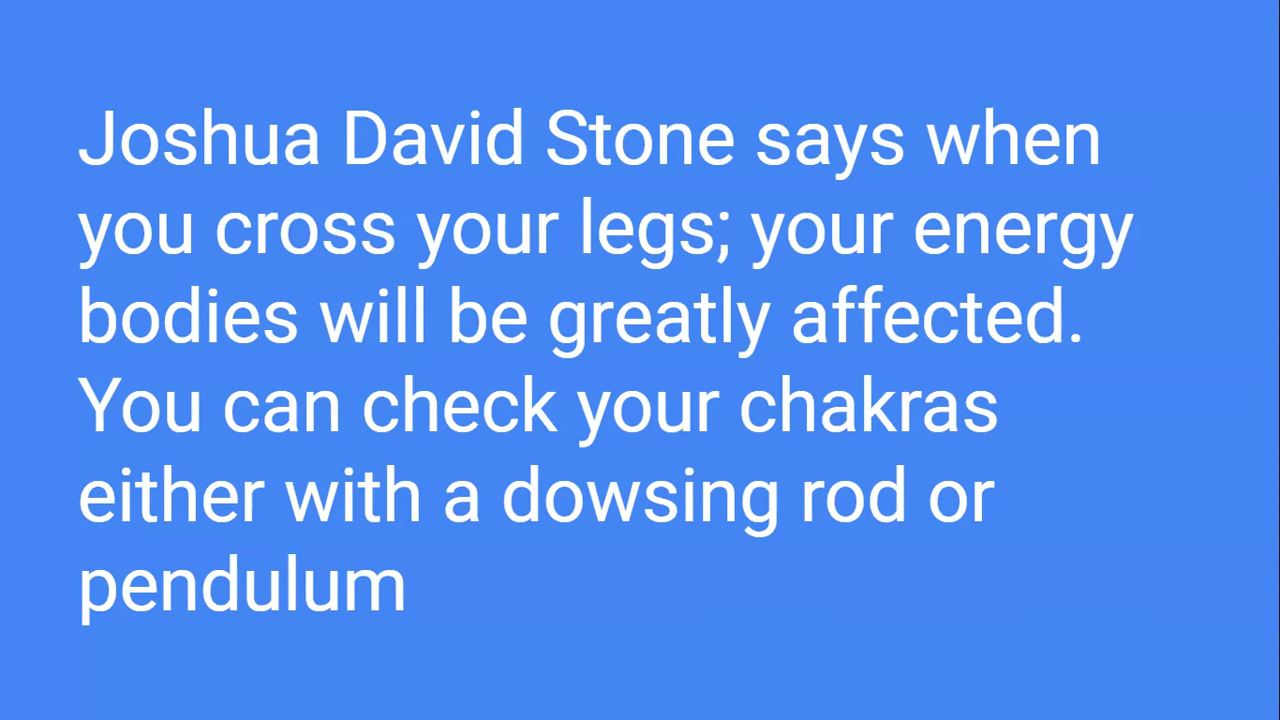 Joshua David Stone says when
you cross your legs; your energy
bodies will be greatly affected.
You can check your chakras
either with a dowsing rod or
pendulum